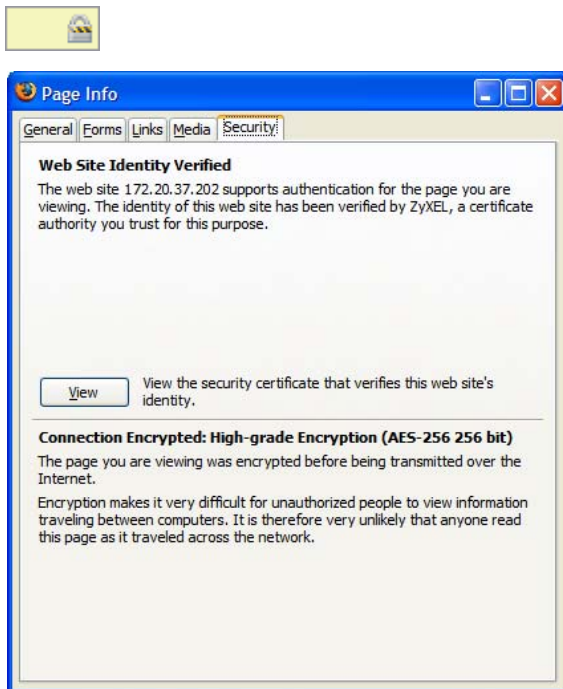 Page Info
General Forms Links Media Security
Web Site Identity Verified
The web site 172.20.37.202 supports authentication for the page you are
viewing. The identity of this web site has been verified by ZyXEL, a certificate
authority you trust for this purpose.
View
View the security certificate that verifies this web site's
identity.
Connection Encrypted: High-grade Encryption (AES-256 256 bit)
The page you are viewing was encrypted before being transmitted over the
Internet.
Encryption makes it very difficult for unauthorized people to view information
traveling between computers. It is therefore very unlikely that anyone read
this page as it traveled across the network.